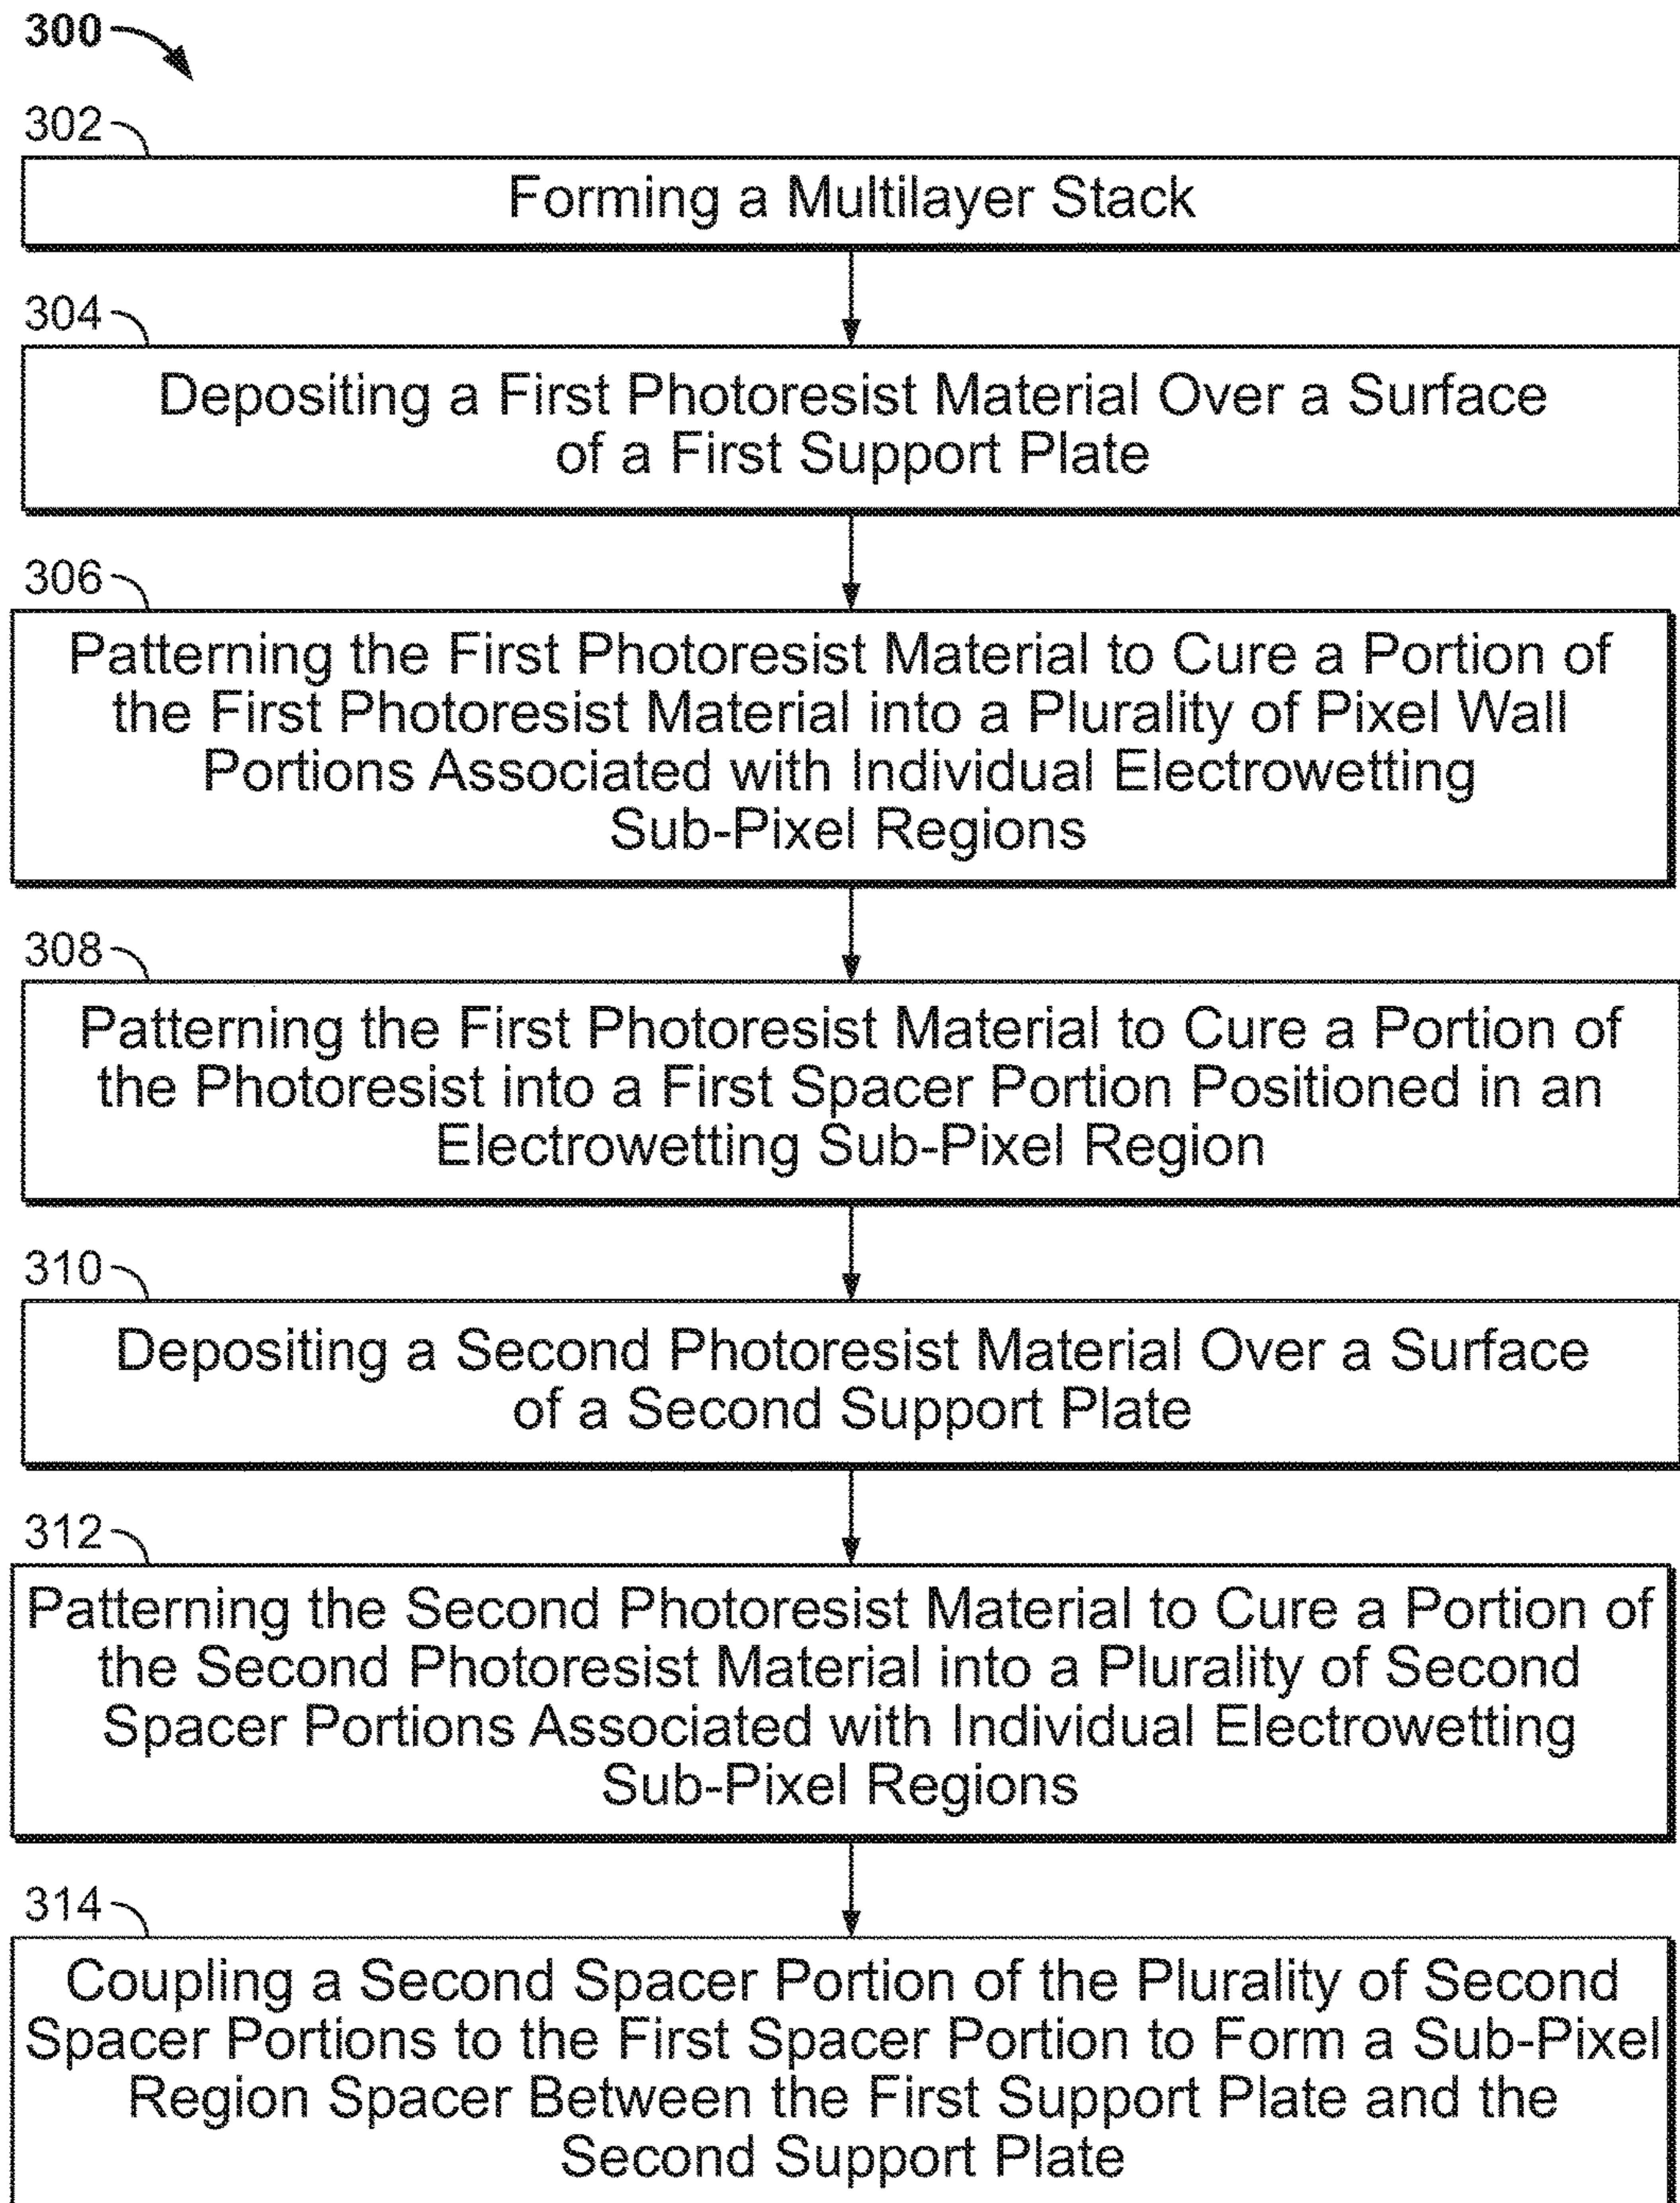 300
302
Forming a Multilayer Stack
304
Depositing a First Photoresist Material Over a Surface
of a First Support Plate
306
Patterning the First Photoresist Material to Cure a Portion of
the First Photoresist Material into a Plurality of Pixel Wall
Portions Associated with Individual Electrowetting
Sub-Pixel Regions
308
Patterning the First Photoresist Material to Cure a Portion of
the Photoresist into a First Spacer Portion Positioned in an
Electrowetting Sub-Pixel Region
310
Depositing a Second Photoresist Material Over a Surface
of a Second Support Plate
312
Patterning the Second Photoresist Material to Cure a Portion of
the Second Photoresist Material into a Plurality of Second
Spacer Portions Associated with Individual Electrowetting
Sub-Pixel Regions
314
Coupling a Second Spacer Portion of the Plurality of Second
Spacer Portions to the First Spacer Portion to Form a Sub-Pixel
Region Spacer Between the First Support Plate and the
Second Support Plate